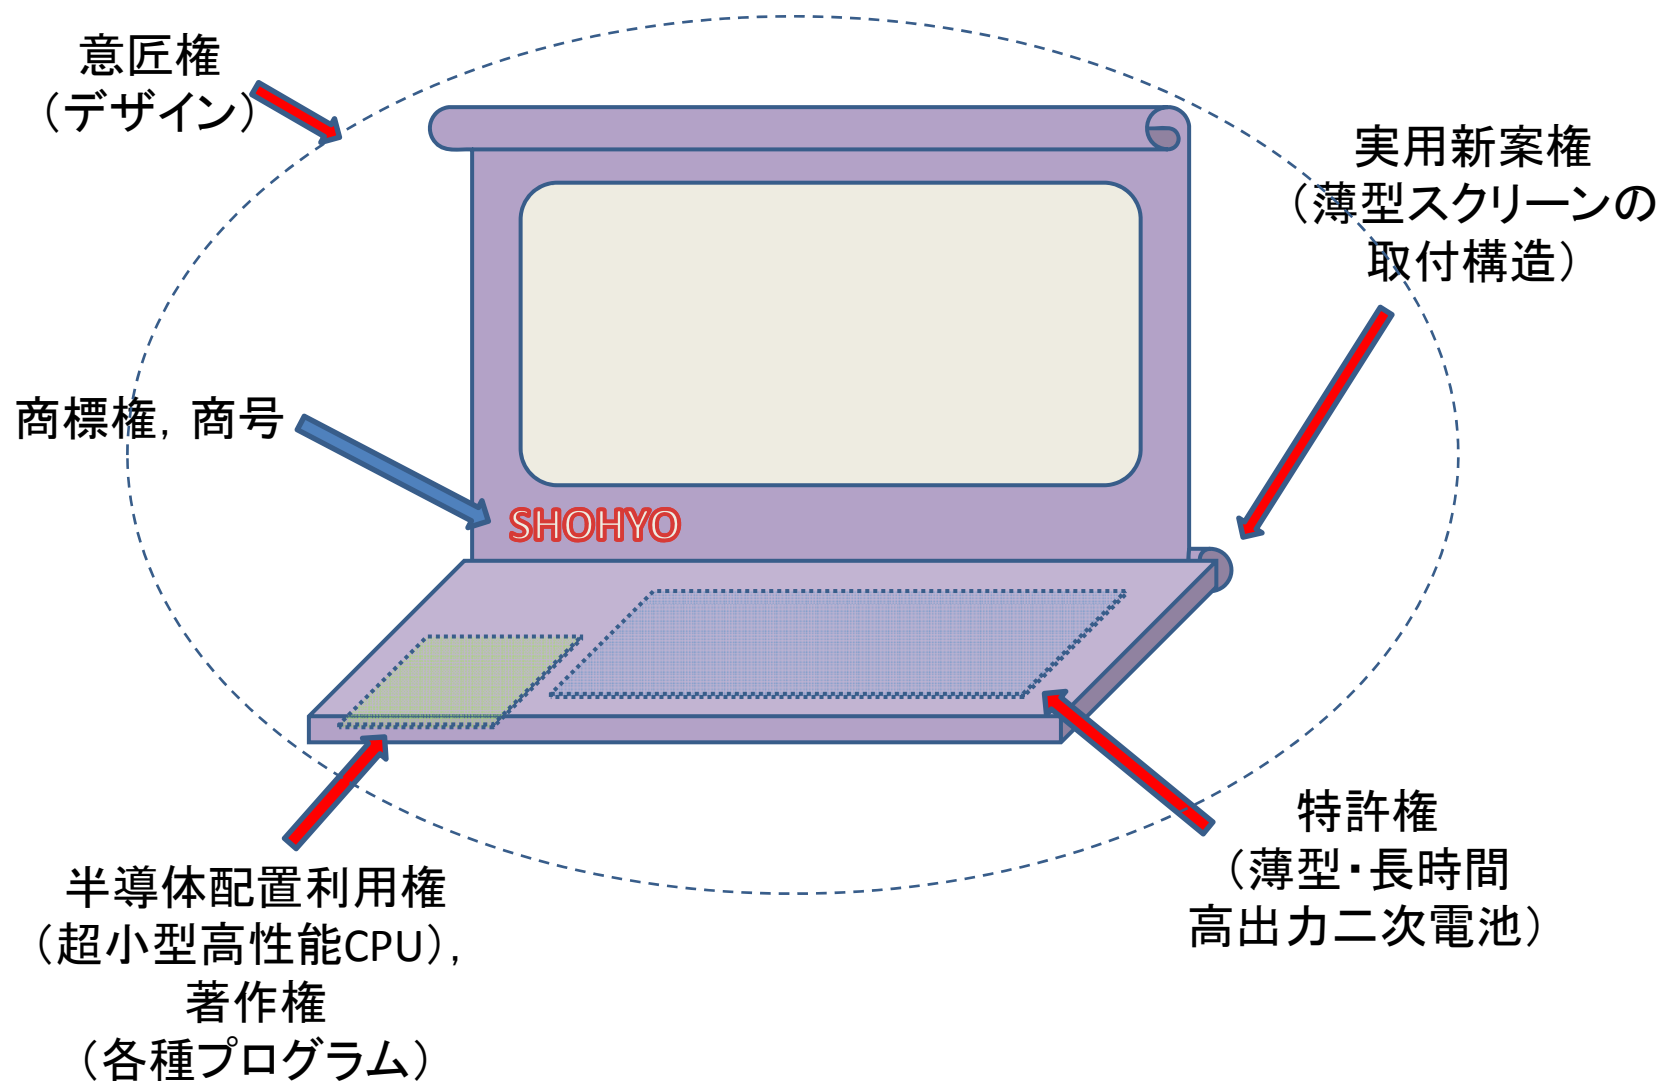 意匠権
（デザイン）
実用新案権
（薄型スクリーンの
取付構造）
商標権，商号
SHOHYO
特許権
（薄型・長時間
高出力二次電池）
半導体配置利用権
（超小型高性能CPU），
著作権
（各種プログラム）